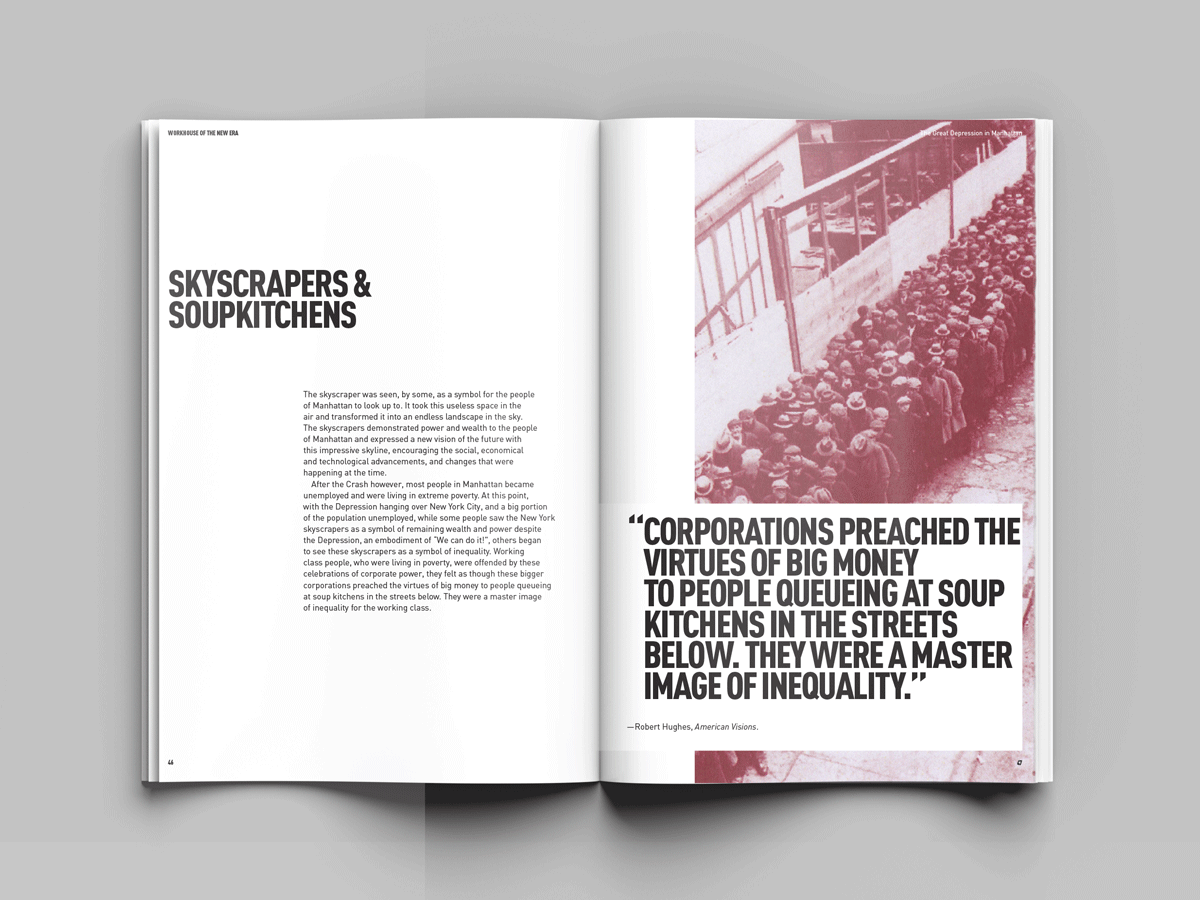 WORKHOUSE OF THE NEW ERA
SKYSCRAPERS &
SOUPKITCHENS
The skyscraper was seen, by some, as a symbol for the people
of Manhattan to look up to. It took this useless space in the
air and transformed it into an endless landscape in the sky.
The skyscrapers demonstrated power and wealth to the people
of Manhattan and expressed a new vision of the future with
this impressive skyline, encouraging the social, economical
and technological advancements, and changes that were
happening at the time.
After the Crash however, most people in Manhattan became
unemployed and were living in extreme poverty. At this point,
with the Depression hanging over New York City, and a big portion
of the population unemployed, while some people saw the New York
skyscrapers as a symbol of remaining wealth and power despite
the Depression, an embodiment of "We can do it!", others began
to see these skyscrapers as a symbol of inequality. Working
class people, who were living in poverty, were offended by these
celebrations of corporate power, they felt as though these bigger
corporations preached the virtues of big money to people queueing
at soup kitchens in the streets below. They were a master image
of inequality for the working class.
46
The Great Depression in Manhattan
“CORPORATIONS PREACHED THE
VIRTUES OF BIG MONEY
TO PEOPLE QUEUEING AT SOUP
KITCHENS IN THE STREETS
BELOW. THEY WERE A MASTER
IMAGE OF INEQUALITY.”
—Robert Hughes, American Visions.
47